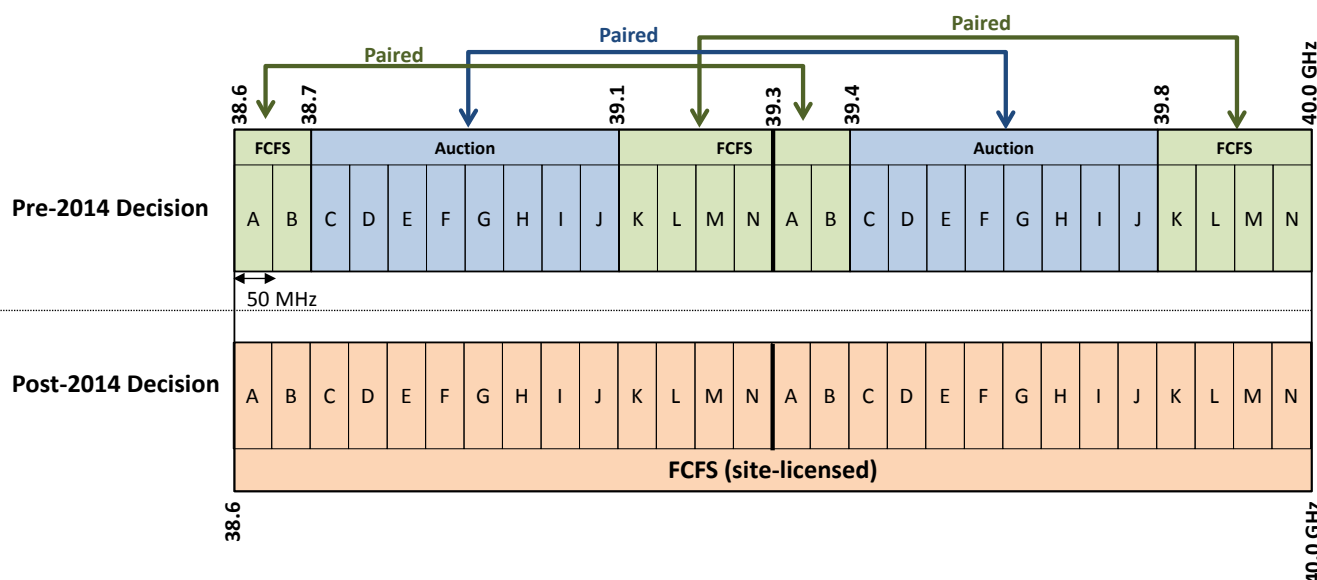 Paired
Paired
Paired
38.6
38.7
39.1
39.3
39.4
39.8
40.0 GHz
FCFS
Auction
FCFS
Auction
FCFS
Pre-2014 Decision
A B C D E F G H I J K L M N A B C D E F G H I J K L M N
50 MHz
Post-2014 Decision
A B C D E F G H I J K L M N A B C D E F G H I J K L M N
FCFS (site-licensed)
38.6
40.0 GHz